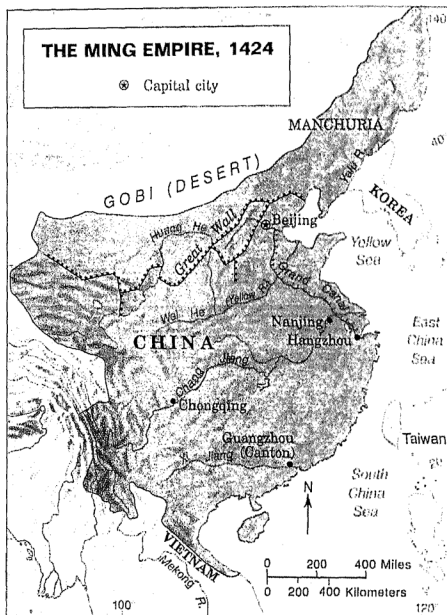 THE MING EMPIRE, 1424
Capital city
140
MANCHURIA
40
GOBI (DESERT)
Yalu R.
KOREA
Huang He
Great Wall
Beijing
Yellow
Sea
Wei He
(Yellow R.)
Grand Canal
Nanjing
Hangzhou
East
China
Sea
CHINA
Chang
Jiang
Chongqing
Taiwan
Guangzhou
(Canton)
Jiang
South
China
Sea
N
VIETNAM
Mekong R.
0 200 400 Miles
0 200 400 Kilometers
100
120